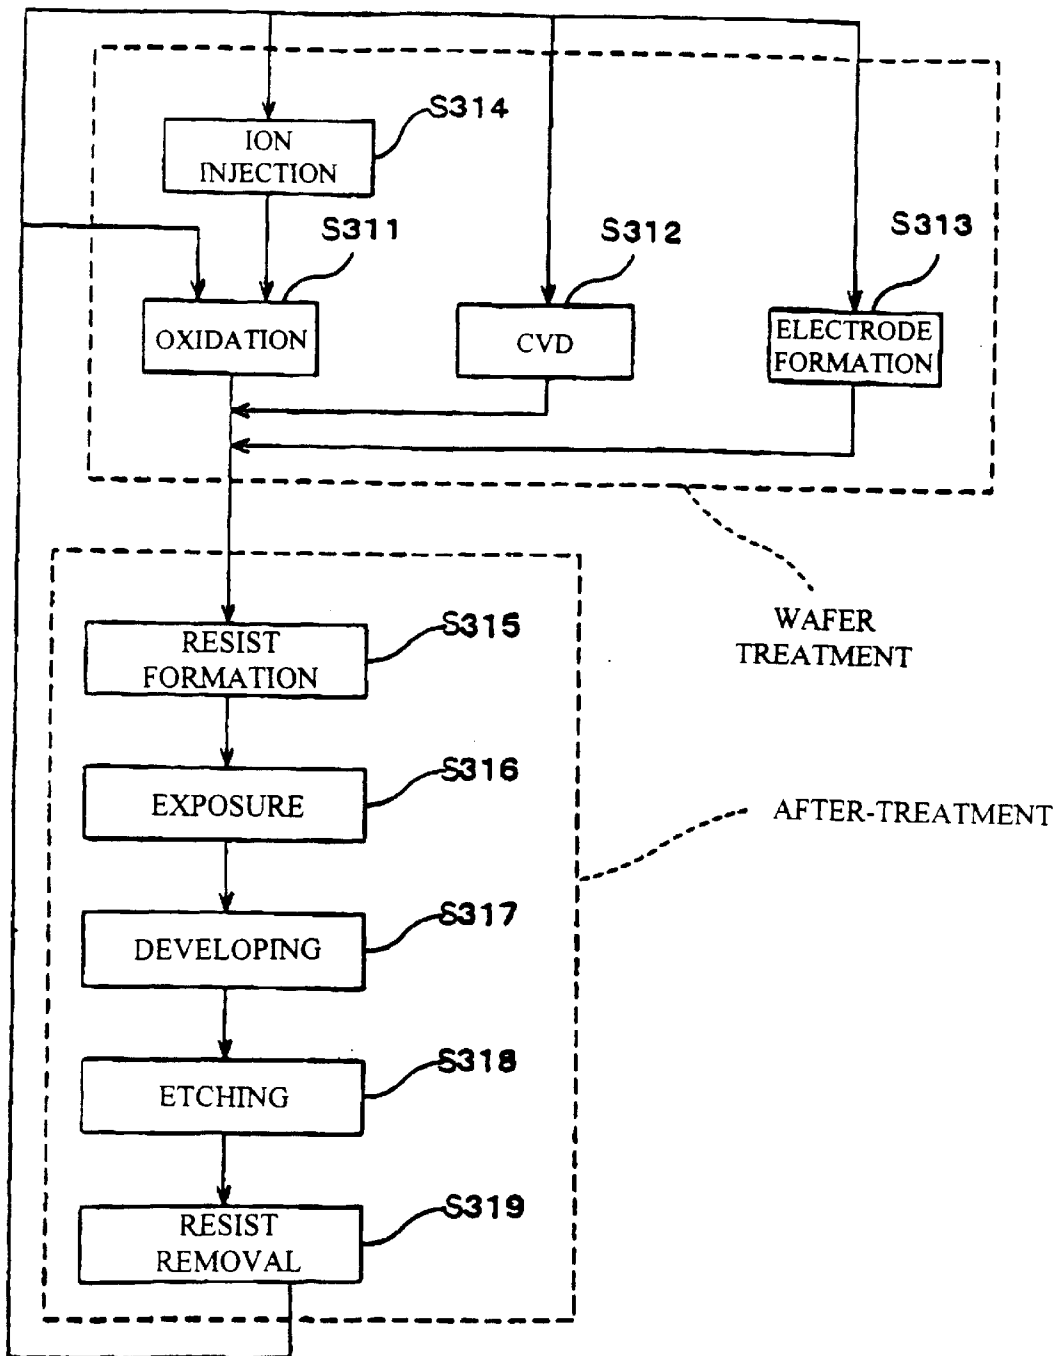 S314
ION
INJECTION
S311
S312
S313
OXIDATION
CVD
ELECTRODE
FORMATION
S315
RESIST
FORMATION
WAFER
TREATMENT
S316
EXPOSURE
AFTER-TREATMENT
S317
DEVELOPING
S318
ETCHING
S319
RESIST
REMOVAL